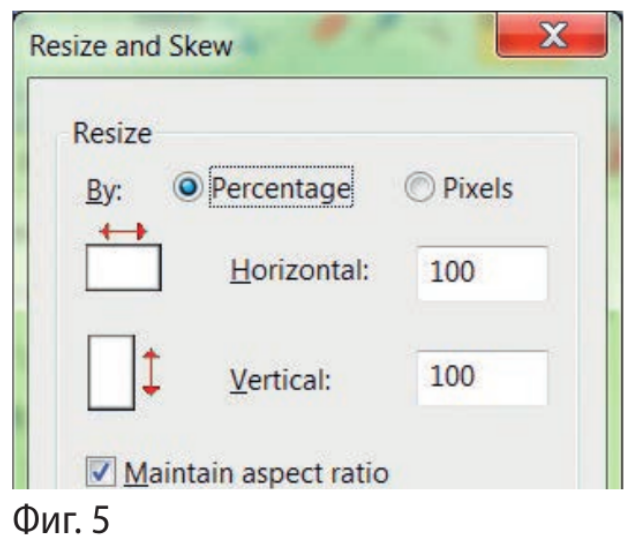 Resize and Skew
Resize
By: Percentage Pixels
Horizontal: 100
Vertical: 100
Maintain aspect ratio
Фиг. 5